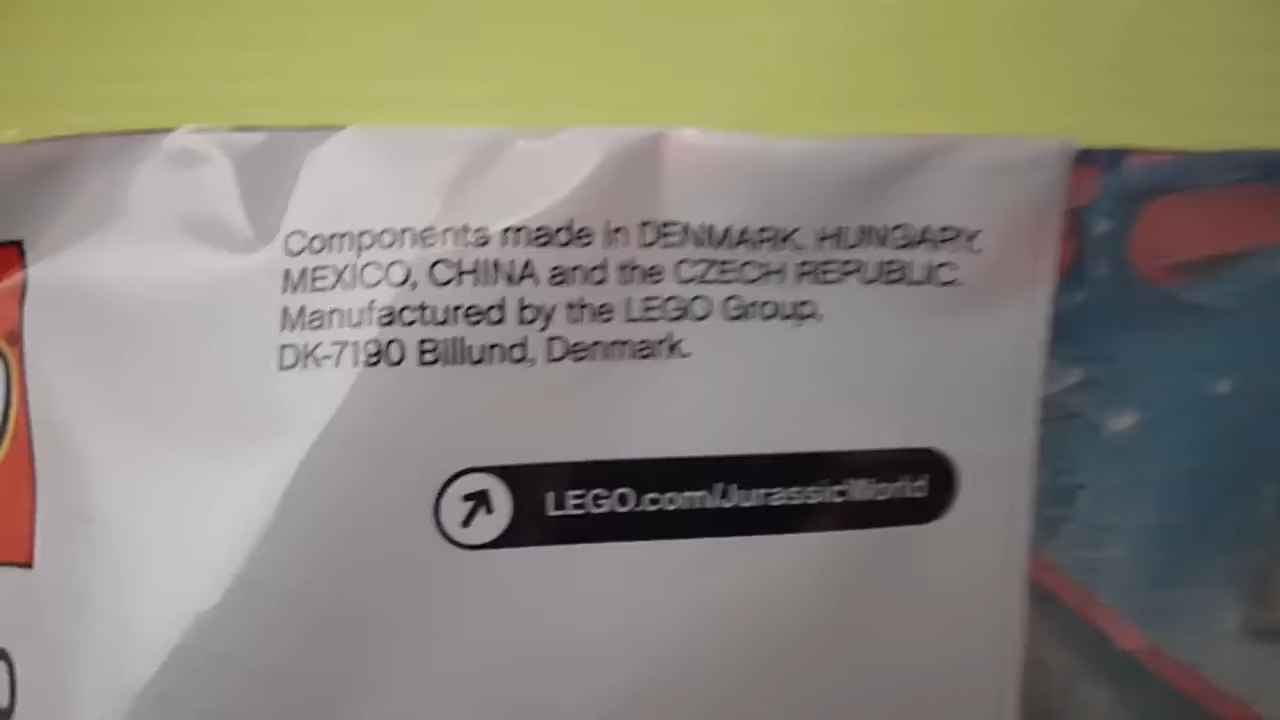 Components made in DENMARK, HUNGARY,
MEXICO, CHINA and the CZECH REPUBLIC.
Manufactured by the LEGO Group,
DK-7190 Billund, Denmark.
LEGO.com/JurassicWorld